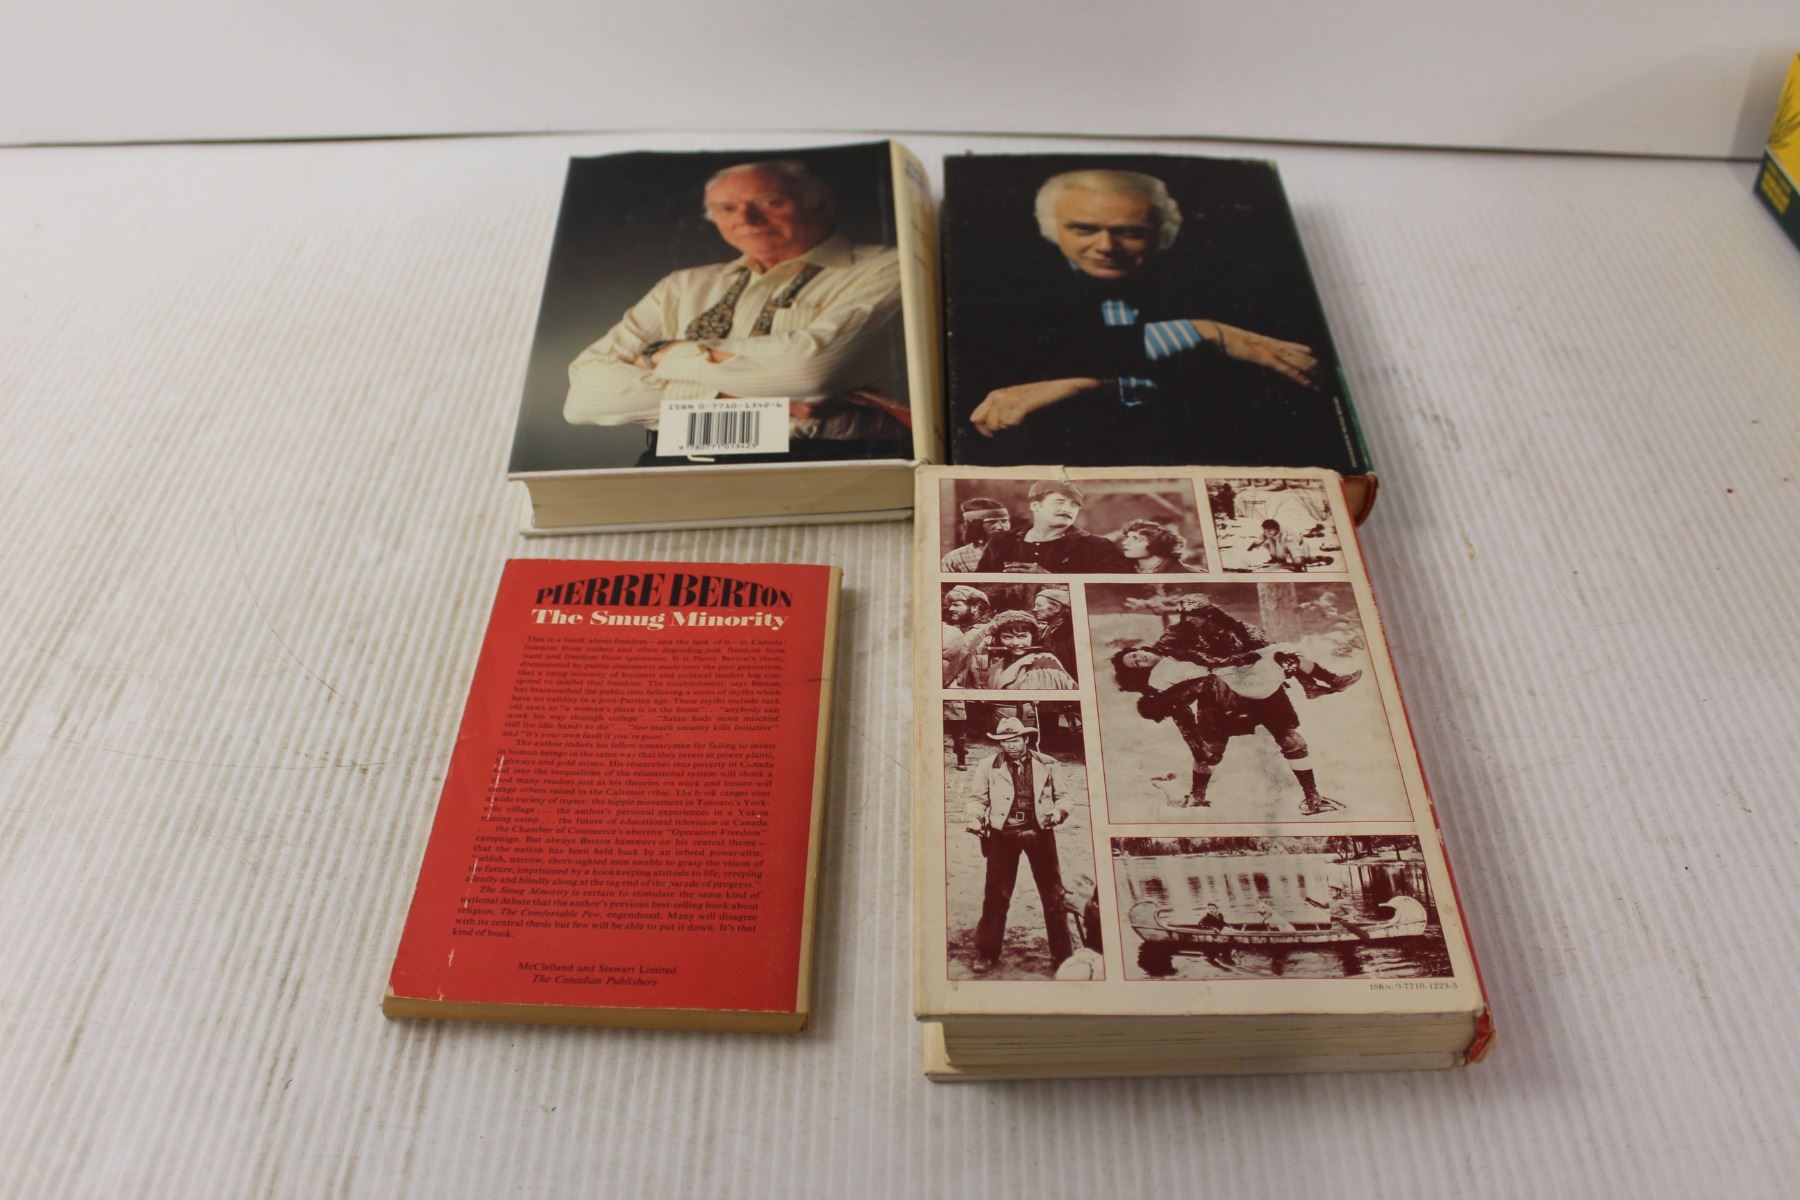 ISBN 0-7710-1342-6
9 780771 013423
PIERRE BERTON
The Smug Minority
This is a book about freedom—and the lack of it—in Canada:
freedom from useless and often degrading toil, freedom from
want and freedom from ignorance. It is Pierre Berton's thesis,
documented by public statements made over the past generation,
that a smug minority of business and political leaders has con-
spired to inhibit that freedom. The establishment, says Berton,
has brainwashed the public into believing a series of myths which
have no validity in a post-Puritan age. These myths include such
old saws as "a woman's place is in the home". . ."anybody can
work his way through college". . ."Satan finds more mischief
still for idle hands to do". . ."too much security kills initiative"
and "it's your own fault if you're poor."
The author indicts his fellow countrymen for failing to invest
in human beings in the same way that they invest in power plants,
highways and gold mines. His researches into poverty in Canada
and into the inequalities of the educational system will shock a
good many readers just as his theories on work and leisure will
enrage others raised in the Calvinist ethic. The book ranges over
a wide variety of topics: the hippie movement in Toronto's York-
ville village . . . the author's personal experiences in a Yukon
mining camp . . . the future of educational television in Canada
. . . the Chamber of Commerce's abortive "Operation Freedom"
campaign. But always Berton hammers on his central theme—
that the nation has been held back by an inbred power-elite:
"selfish, narrow, short-sighted men unable to grasp the vision of
the future, imprisoned by a bookkeeping attitude to life, creeping
silently and blindly along at the tag end of the parade of progress."
The Smug Minority is certain to stimulate the same kind of
national debate that the author's previous best-selling book about
religion, The Comfortable Pew, engendered. Many will disagree
with its central thesis but few will be able to put it down. It's that
kind of book.
McClelland and Stewart Limited
The Canadian Publishers
ISBN: 0-7710-1225-3